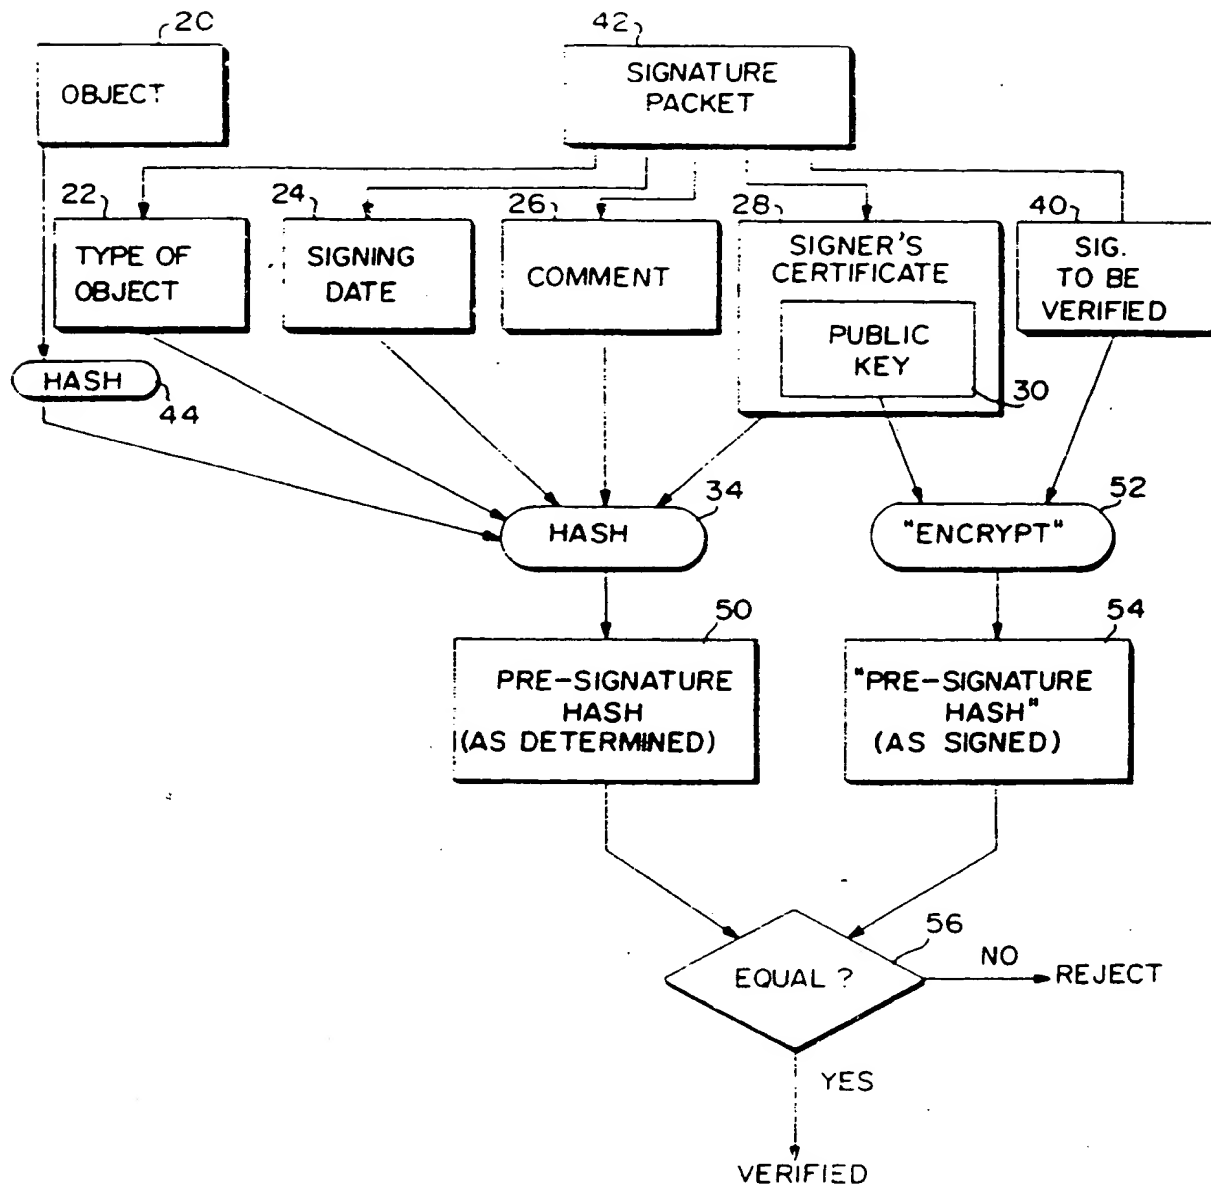 20
42
OBJECT
SIGNATURE
PACKET
22
24
26
28
40
TYPE OF
OBJECT
SIGNING
DATE
COMMENT
SIGNER'S
CERTIFICATE
PUBLIC
KEY
30
SIG.
TO BE
VERIFIED
HASH
44
HASH
34
"ENCRYPT"
52
50
54
PRE-SIGNATURE
HASH
(AS DETERMINED)
"PRE-SIGNATURE
HASH"
(AS SIGNED)
56
EQUAL ?
NO
REJECT
YES
VERIFIED